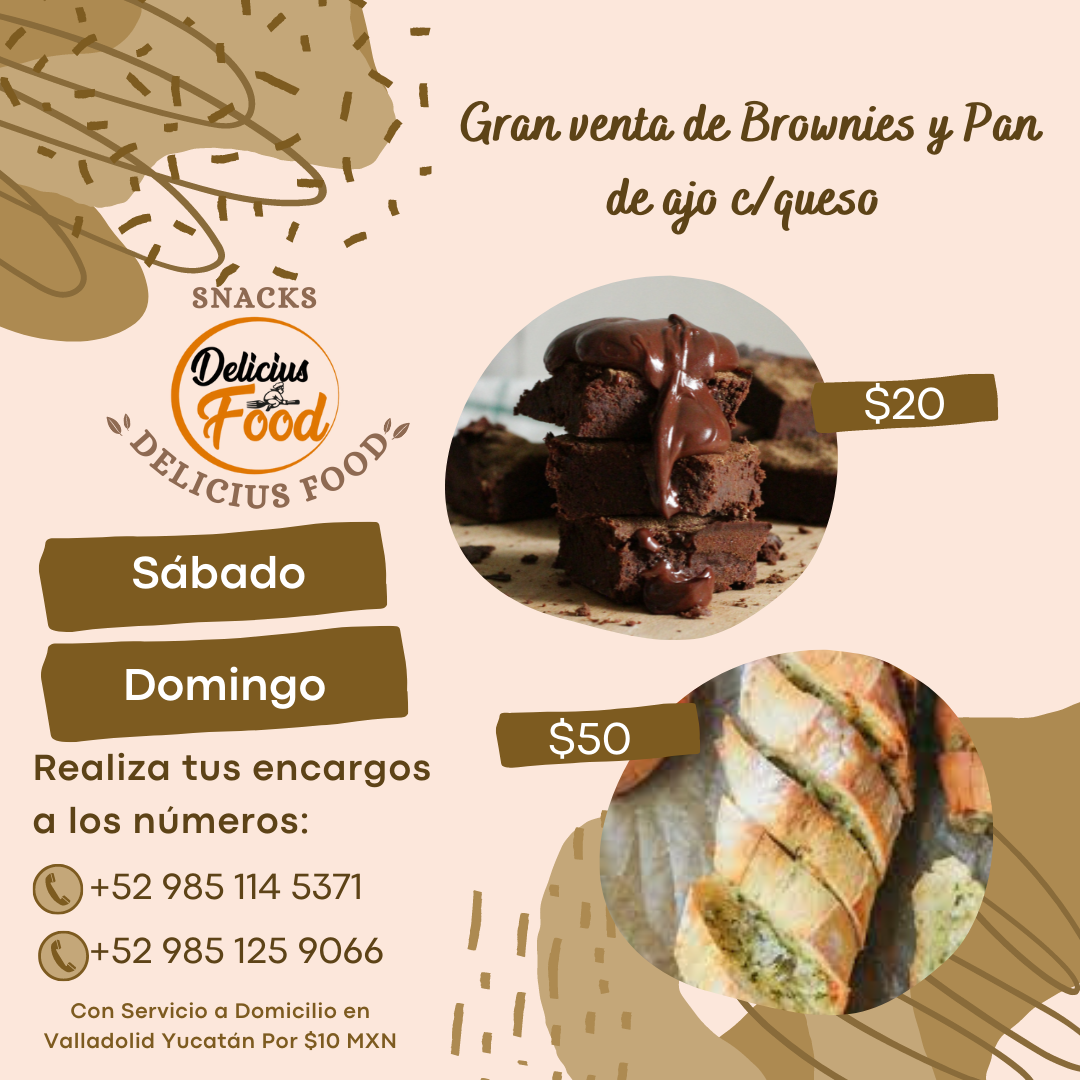 Gran venta de Brownies y Pan
de ajo c/queso
SNACKS
Delicius
Food
DELICIUS FOOD
$20
Sábado
Domingo
$50
Realiza tus encargos
a los números:
+52 985 114 5371
+52 985 125 9066
Con Servicio a Domicilio en
Valladolid Yucatán Por $10 MXN